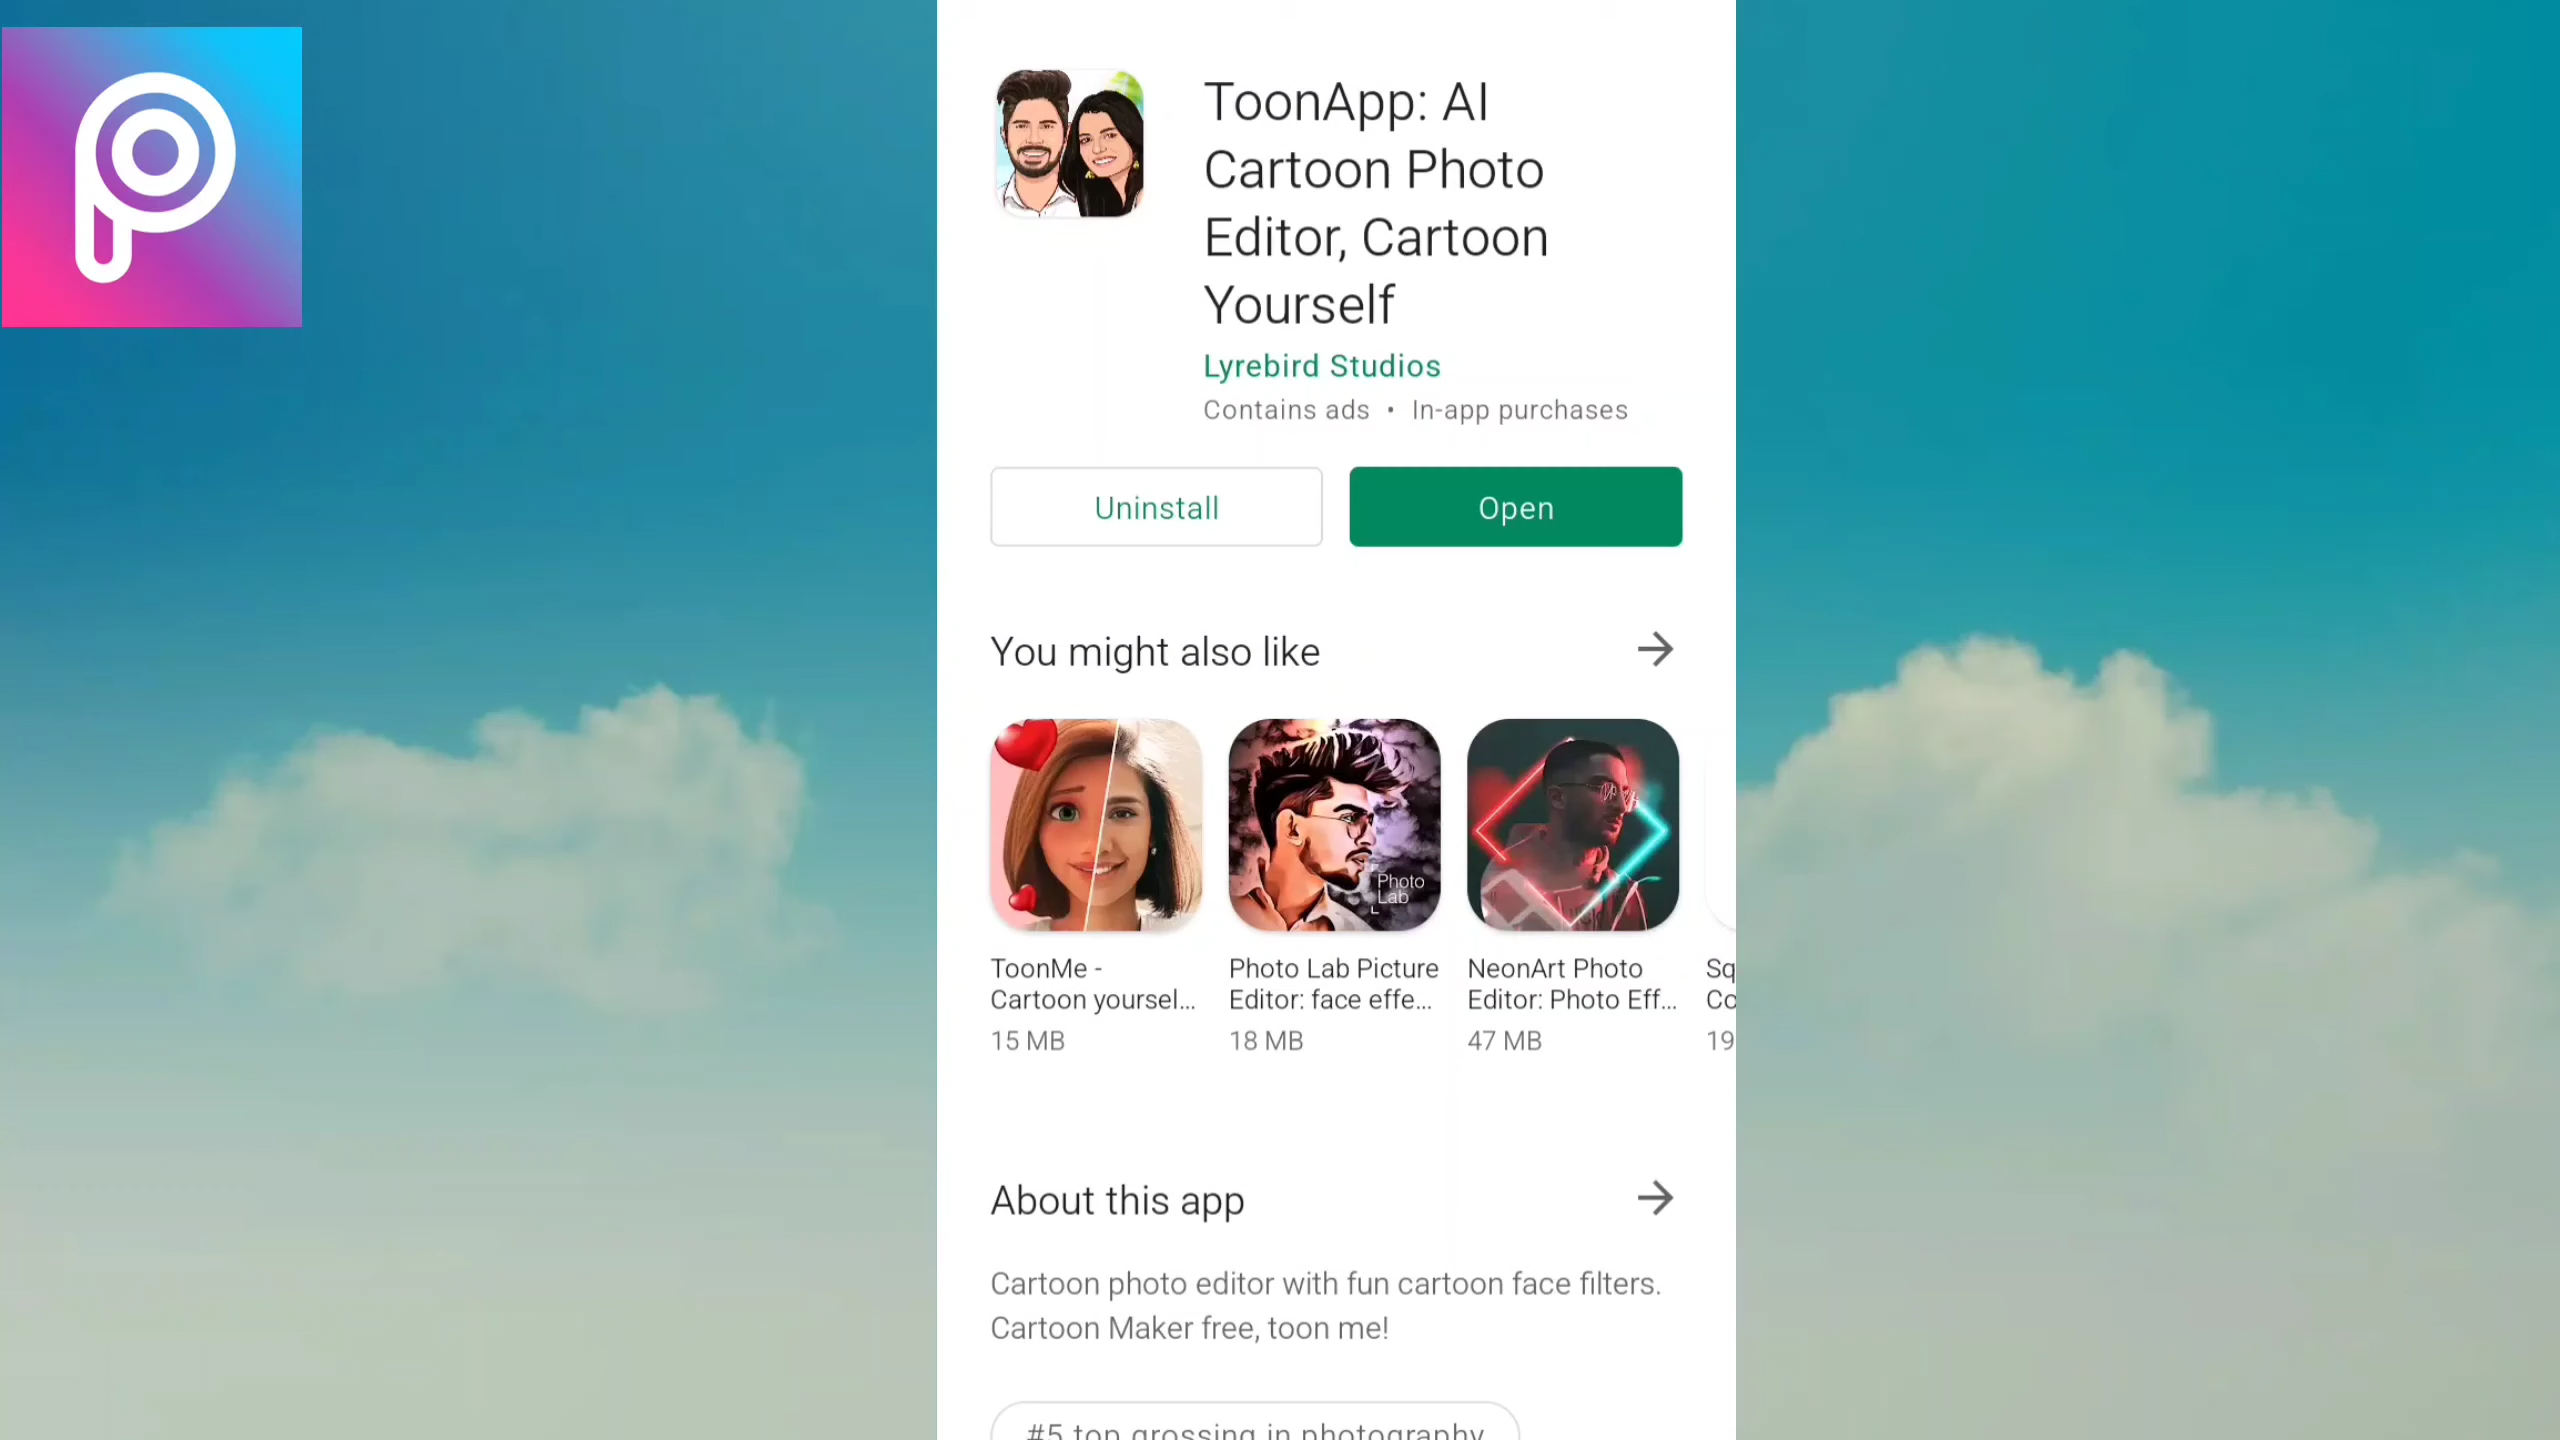 ToonApp: AI
Cartoon Photo
Editor, Cartoon
Yourself
Lyrebird Studios
Contains ads • In-app purchases
Uninstall
Open
You might also like
Photo
Lab
ToonMe -
Cartoon yoursel...
15 MB
Photo Lab Picture
Editor: face effe...
18 MB
NeonArt Photo
Editor: Photo Eff...
47 MB
Sq
Co
19
About this app
Cartoon photo editor with fun cartoon face filters.
Cartoon Maker free, toon me!
#5 top grossing in photography